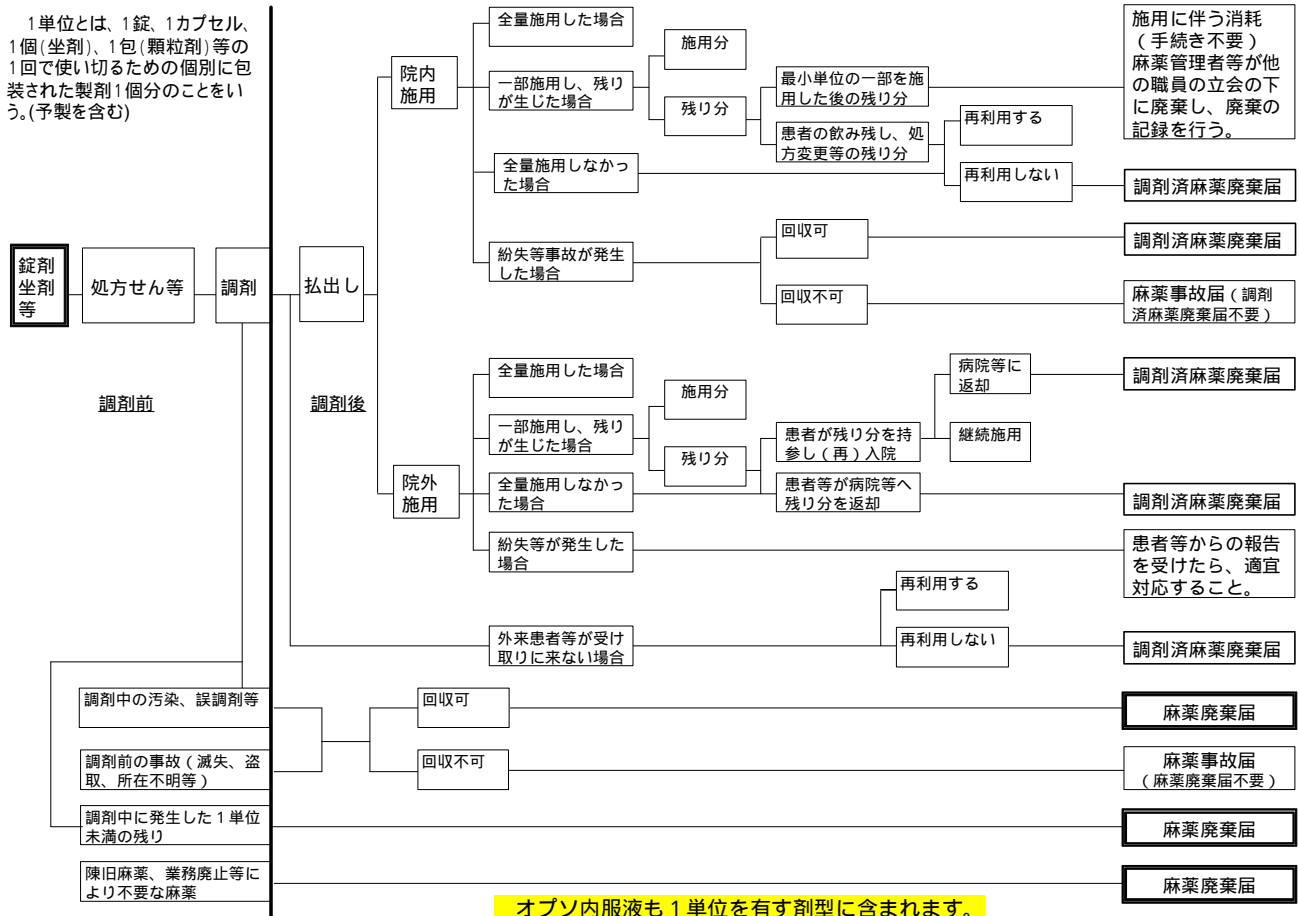 1単位とは、1錠、1カプセル、
1個(坐剤)、1包(顆粒剤)等の
1回で使い切るための個別に包
装された製剤1個分のことをい
う。(予製を含む)
錠剤
坐剤
等
処方せん等
調剤
払出し
調剤前
調剤後
院内
施用
全量施用した場合
一部施用し、残り
が生じた場合
施用分
残り分
最小単位の一部を施
用した後の残り分
患者の飲み残し、処
方変更等の残り分
施用に伴う消耗
(手続き不要)
麻薬管理者等が他
の職員の立会の下
に廃棄し、廃棄の
記録を行う。
全量施用しなかっ
た場合
再利用する
再利用しない
調剤済麻薬廃棄届
紛失等事故が発生
した場合
回収可
調剤済麻薬廃棄届
回収不可
麻薬事故届(調剤
済麻薬廃棄届不要)
院外
施用
全量施用した場合
一部施用し、残り
が生じた場合
施用分
残り分
患者が残り分を持
参し(再)入院
病院等に
返却
調剤済麻薬廃棄届
継続施用
全量施用しなかっ
た場合
患者等が病院等へ
残り分を返却
調剤済麻薬廃棄届
紛失等が発生した
場合
患者等からの報告
を受けたら、適宜
対応すること。
外来患者等が受け
取りに来ない場合
再利用する
再利用しない
調剤済麻薬廃棄届
調剤中の汚染、誤調剤等
回収可
麻薬廃棄届
調剤前の事故(滅失、盗
取、所在不明等)
回収不可
麻薬事故届
(麻薬廃棄届不要)
調剤中に発生した1単位
未満の残り
麻薬廃棄届
陳旧麻薬、業務廃止等に
より不要な麻薬
麻薬廃棄届
オプソ内服液も1単位を有す剤型に含まれます。